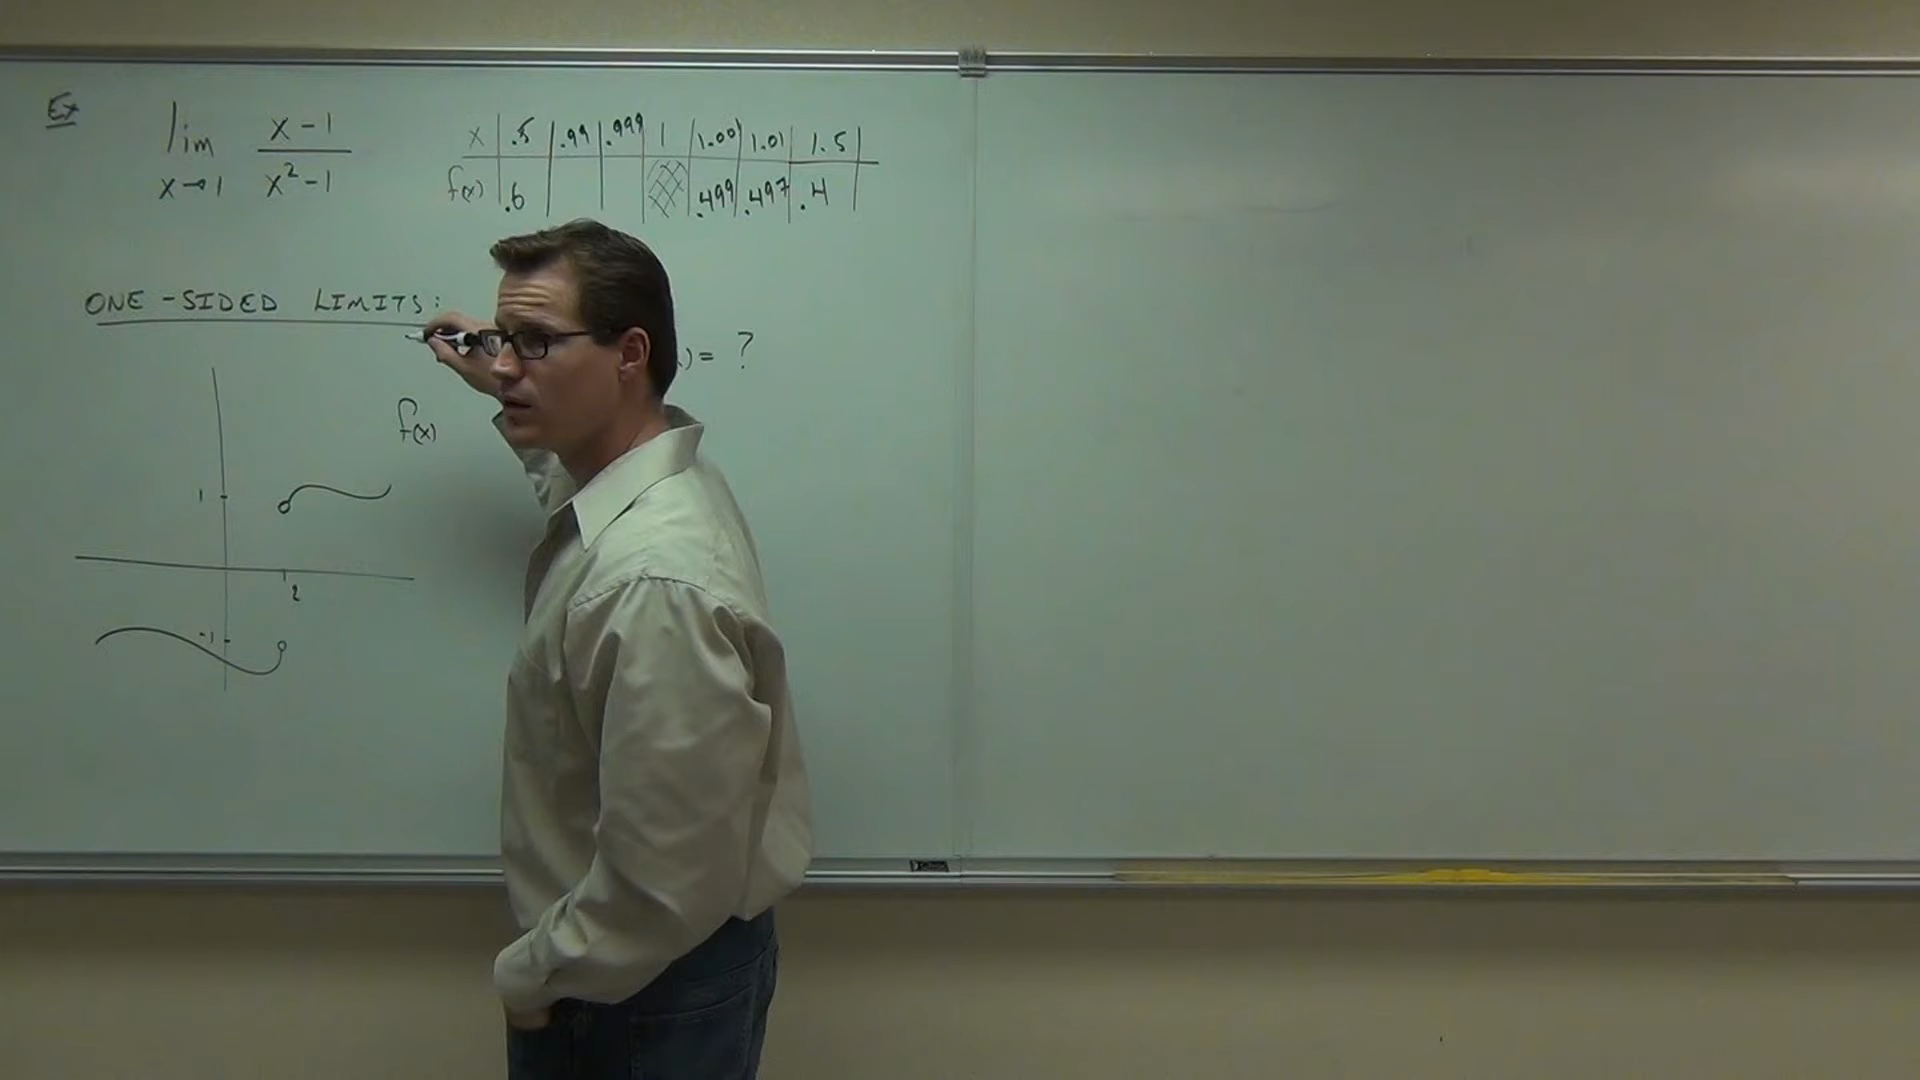 Ex
lim x - 1
x→1 x² - 1
x .5 .99 .999 1 1.001 1.01 1.5
f(x) .6 .499 .497 .4
ONE-SIDED LIMITS:
) = ?
f(x)
1
2
-1